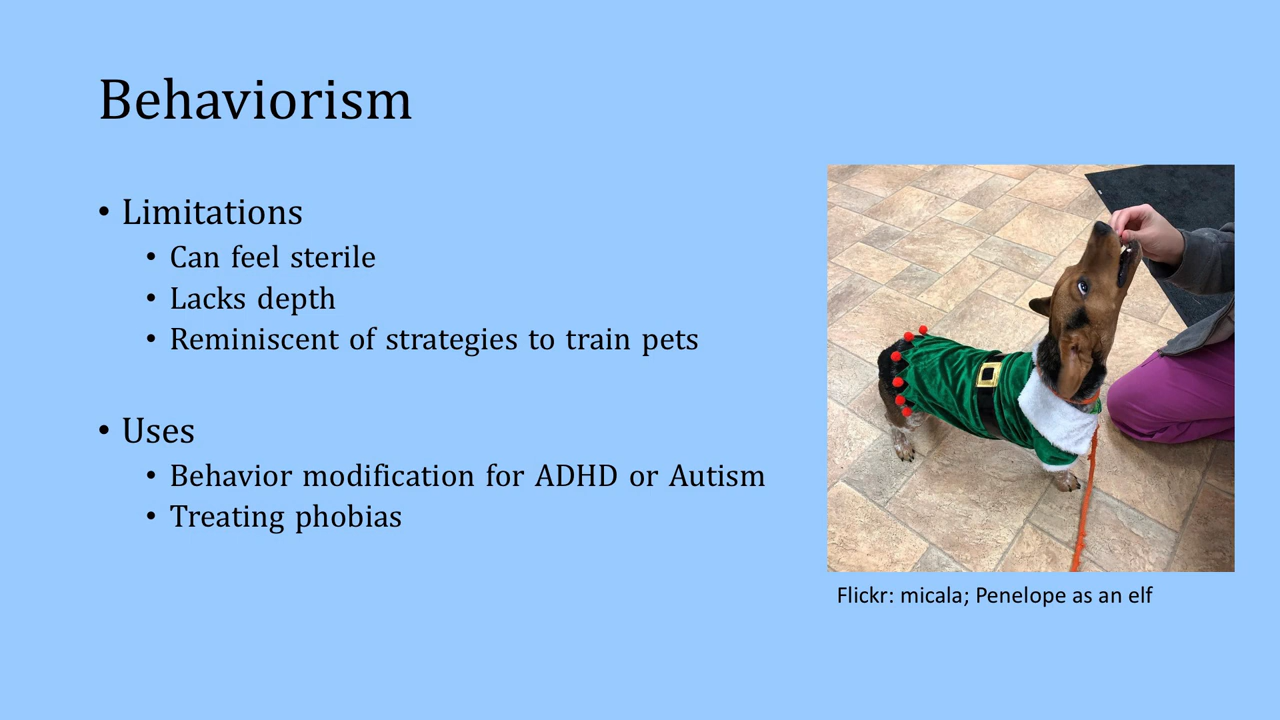 Behaviorism
• Limitations
• Can feel sterile
• Lacks depth
• Reminiscent of strategies to train pets
• Uses
• Behavior modification for ADHD or Autism
• Treating phobias
Flickr: micala; Penelope as an elf